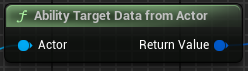 Ability Target Data from Actor
Actor Return Value